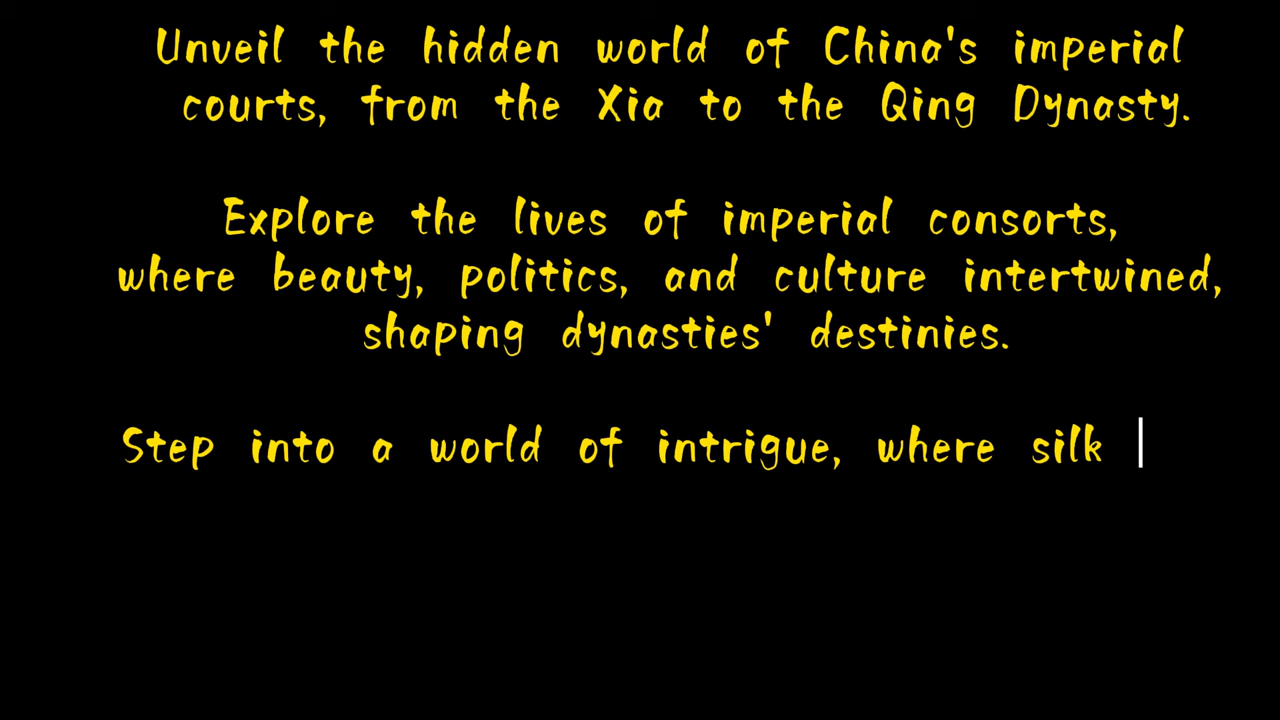 Unveil the hidden world of China's imperial
courts, from the Xia to the Qing Dynasty.
Explore the lives of imperial consorts,
where beauty, politics, and culture intertwined,
shaping dynasties' destinies.
Step into a world of intrigue, where silk